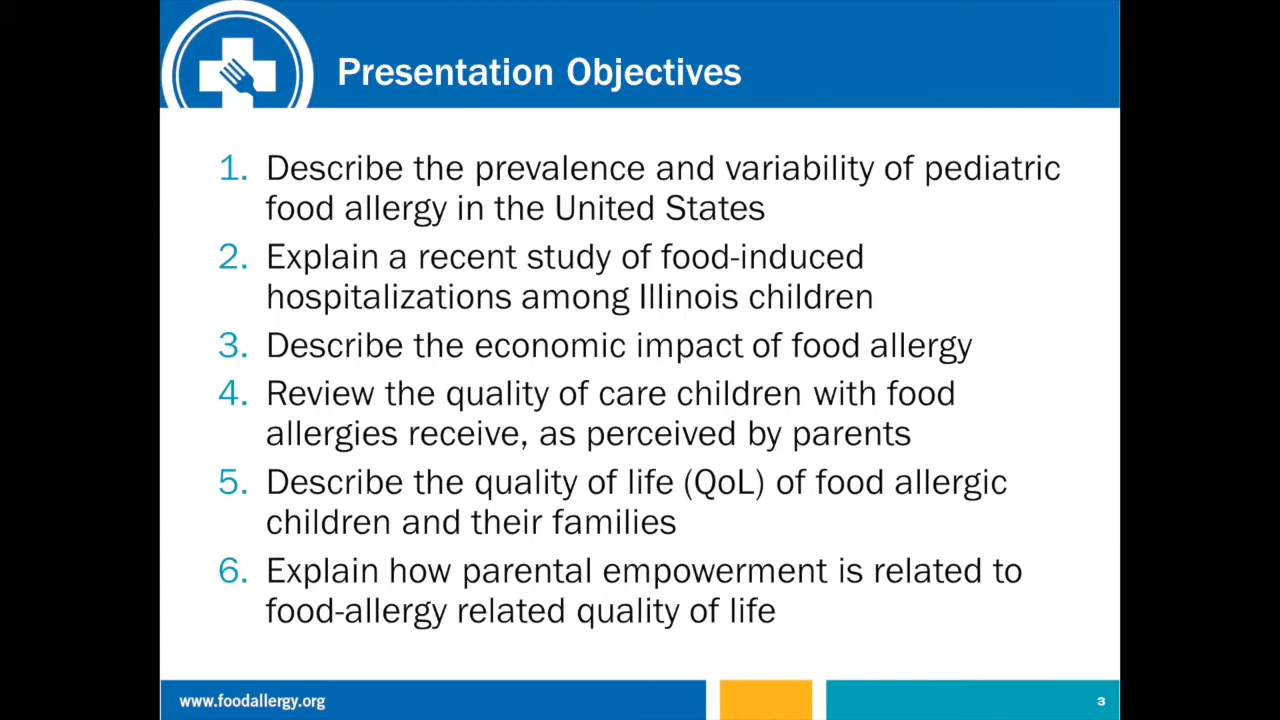 Presentation Objectives
1. Describe the prevalence and variability of pediatric
food allergy in the United States
2. Explain a recent study of food-induced
hospitalizations among Illinois children
3. Describe the economic impact of food allergy
4. Review the quality of care children with food
allergies receive, as perceived by parents
5. Describe the quality of life (QoL) of food allergic
children and their families
6. Explain how parental empowerment is related to
food-allergy related quality of life
www.foodallergy.org
3